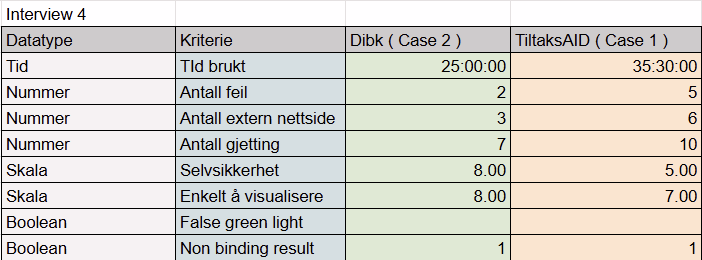 Interview 4
Datatype Kriterie Dibk ( Case 2 ) TiltaksAID ( Case 1 )
Tid TId brukt 25:00:00 35:30:00
Nummer Antall feil 2 5
Nummer Antall extern nettside 3 6
Nummer Antall gjetting 7 10
Skala Selvsikkerhet 8.00 5.00
Skala Enkelt å visualisere 8.00 7.00
Boolean False green light
Boolean Non binding result 1 1